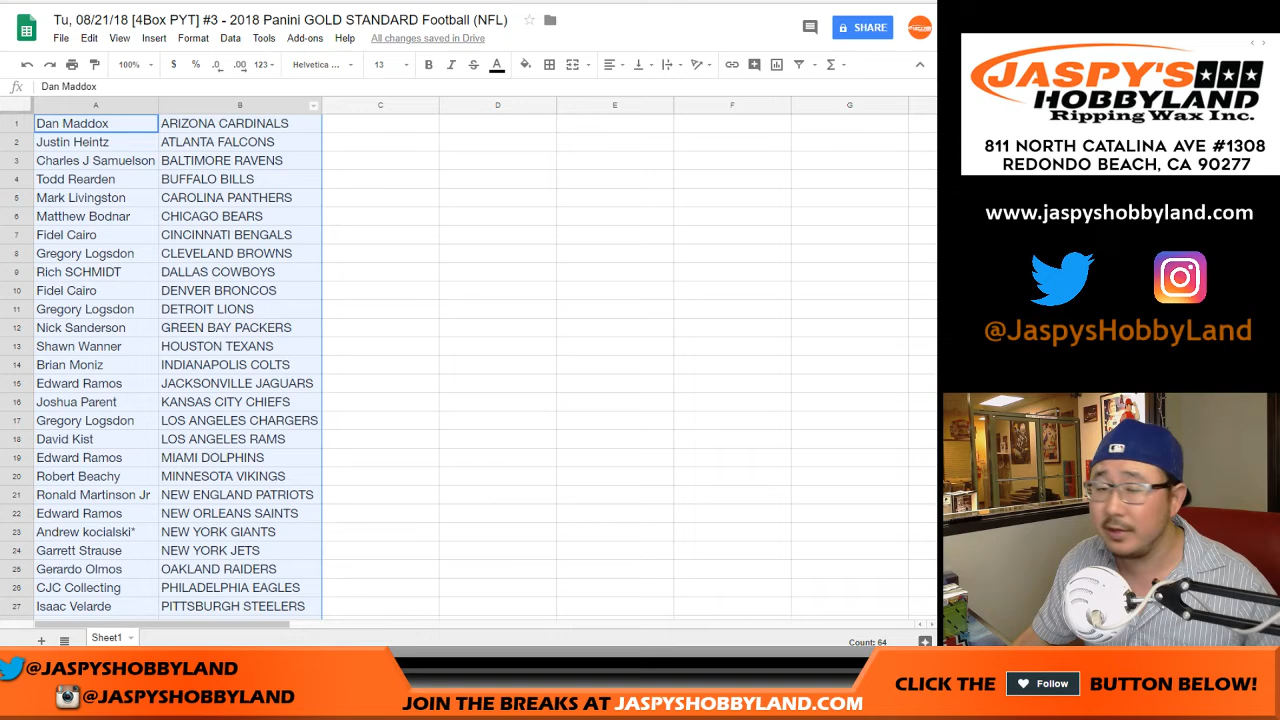 Tu, 08/21/18 [4Box PYT] #3 - 2018 Panini GOLD STANDARD Football (NFL)
File Edit View Insert Format Data Tools Add-ons Help All changes saved in Drive
SHARE
100% $ % .0 .00 123 Helvetica ... 13 B I S A Σ
fx Dan Maddox
A B C D E F G
1 Dan Maddox ARIZONA CARDINALS
2 Justin Heintz ATLANTA FALCONS
3 Charles J Samuelson BALTIMORE RAVENS
4 Todd Rearden BUFFALO BILLS
5 Mark Livingston CAROLINA PANTHERS
6 Matthew Bodnar CHICAGO BEARS
7 Fidel Cairo CINCINNATI BENGALS
8 Gregory Logsdon CLEVELAND BROWNS
9 Rich SCHMIDT DALLAS COWBOYS
10 Fidel Cairo DENVER BRONCOS
11 Gregory Logsdon DETROIT LIONS
12 Nick Sanderson GREEN BAY PACKERS
13 Shawn Wanner HOUSTON TEXANS
14 Brian Moniz INDIANAPOLIS COLTS
15 Edward Ramos JACKSONVILLE JAGUARS
16 Joshua Parent KANSAS CITY CHIEFS
17 Gregory Logsdon LOS ANGELES CHARGERS
18 David Kist LOS ANGELES RAMS
19 Edward Ramos MIAMI DOLPHINS
20 Robert Beachy MINNESOTA VIKINGS
21 Ronald Martinson Jr NEW ENGLAND PATRIOTS
22 Edward Ramos NEW ORLEANS SAINTS
23 Andrew kocialski* NEW YORK GIANTS
24 Garrett Strause NEW YORK JETS
25 Gerardo Olmos OAKLAND RAIDERS
26 CJC Collecting PHILADELPHIA EAGLES
27 Isaac Velarde PITTSBURGH STEELERS
Sheet1
Count: 64
JASPY'S
HOBBYLAND
Ripping Wax Inc.
811 NORTH CATALINA AVE #1308
REDONDO BEACH, CA 90277
www.jaspyshobbyland.com
@JaspysHobbyLand
@JASPYSHOBBYLAND
@JASPYSHOBBYLAND
JOIN THE BREAKS AT JASPYSHOBBYLAND.COM
CLICK THE Follow BUTTON BELOW!